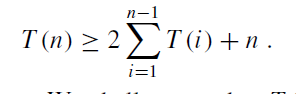 T(n) ≥ 2 ∑_{i=1}^{n−1} T(i) + n .